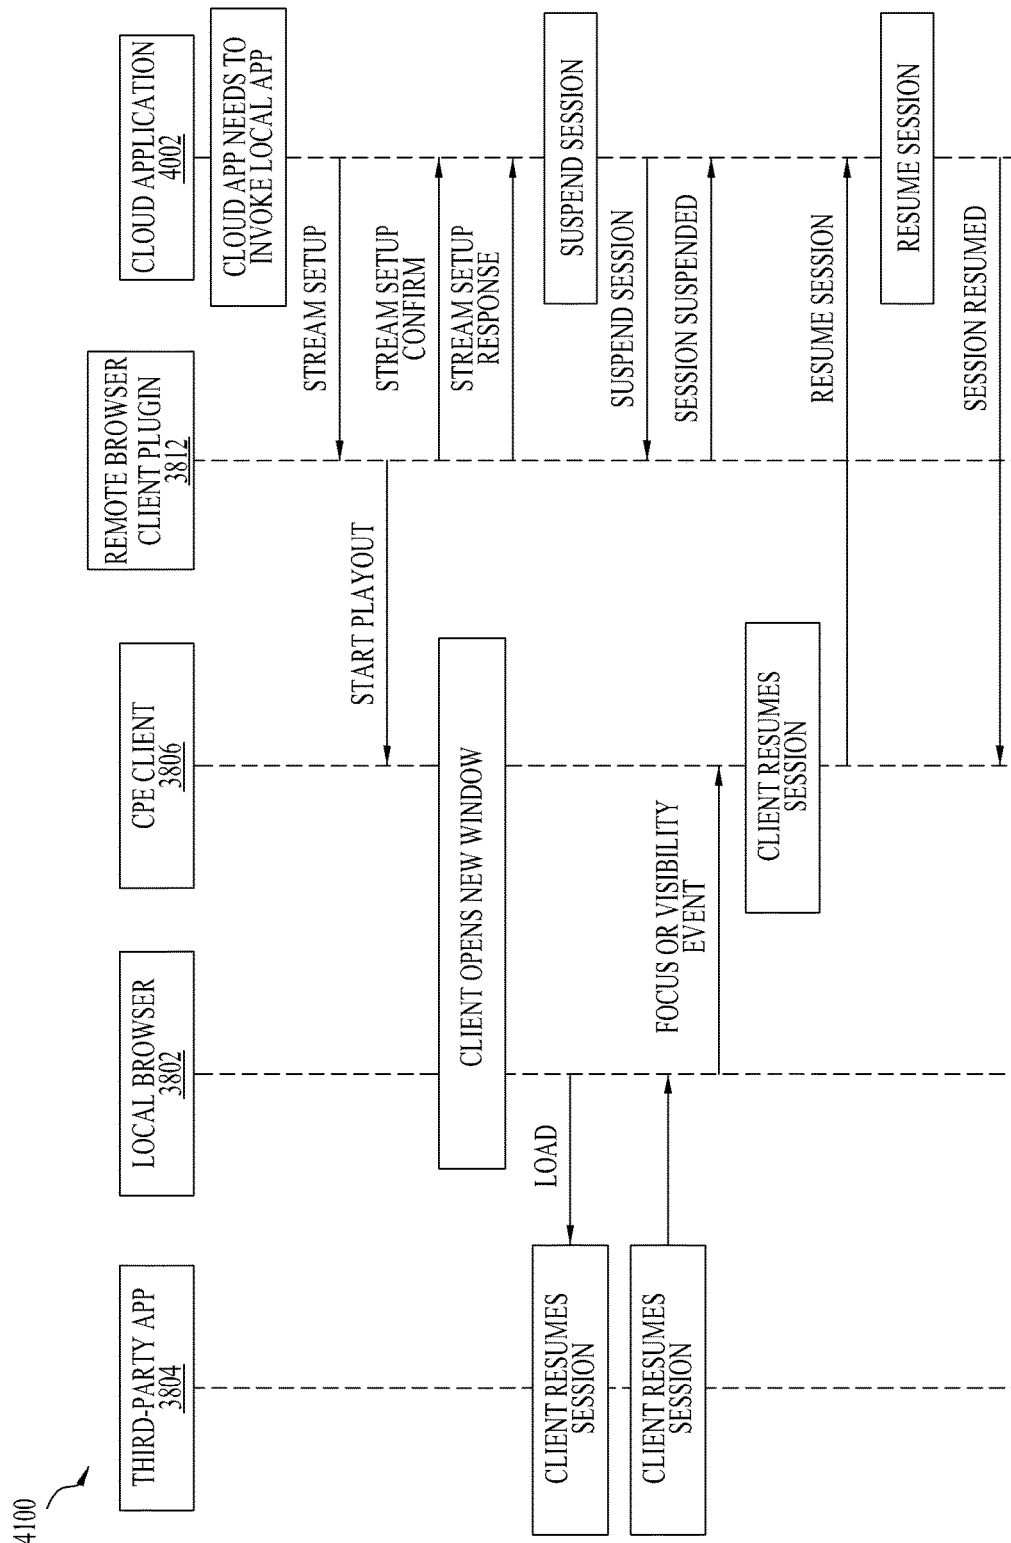 4100
THIRD-PARTY APP
3804
LOCAL BROWSER
3802
CPE CLIENT
3806
REMOTE BROWSER
CLIENT PLUGIN
3812
CLOUD APPLICATION
4002
CLOUD APP NEEDS TO
INVOKE LOCAL APP
STREAM SETUP
START PLAYOUT
STREAM SETUP
CONFIRM
CLIENT OPENS NEW WINDOW
STREAM SETUP
RESPONSE
LOAD
CLIENT RESUMES
SESSION
SUSPEND SESSION
SUSPEND SESSION
CLIENT RESUMES
SESSION
SESSION SUSPENDED
FOCUS OR VISIBILITY
EVENT
CLIENT RESUMES
SESSION
RESUME SESSION
RESUME SESSION
SESSION RESUMED